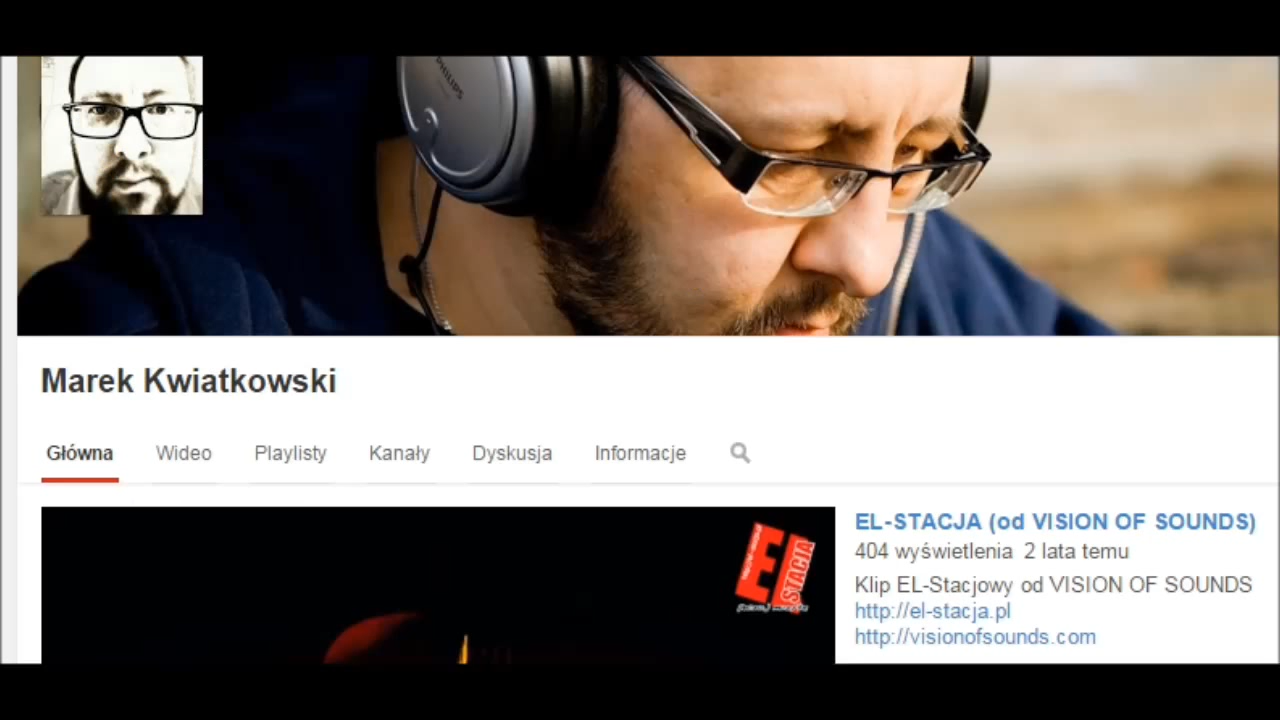 PHILIPS
Marek Kwiatkowski
Główna Wideo Playlisty Kanały Dyskusja Informacje
EL-STACJA (od VISION OF SOUNDS)
404 wyświetlenia 2 lata temu
Klip EL-Stacjowy od VISION OF SOUNDS
http://el-stacja.pl
http://visionofsounds.com
E
STACJA